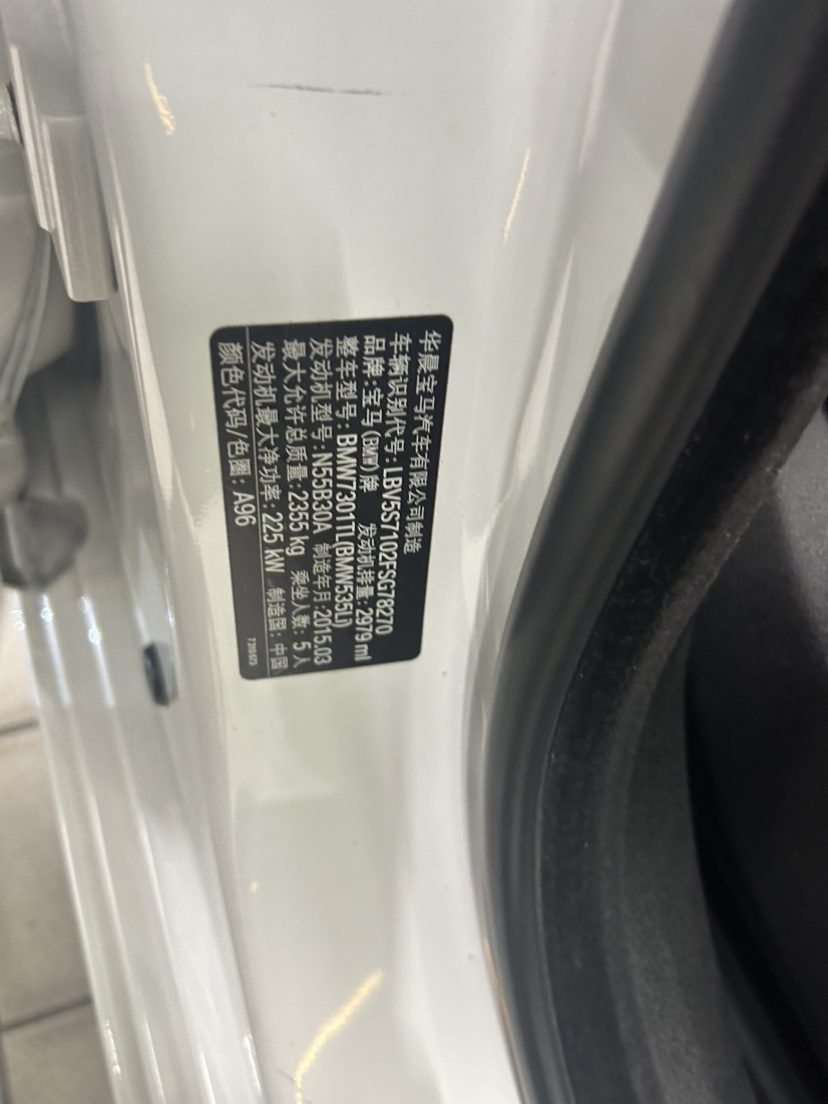 华晨宝马汽车有限公司制造
车辆识别代号:LBV5S7102FSG78270
品牌:宝马(BMW)牌 发动机排量:2979 ml
整车型号:BMW7301TL(BMW535Li)
发动机型号:N55B30A 制造年月:2015.03
最大允许总质量:2355 kg 乘坐人数:5人
发动机最大净功率:225 kW 制造国:中国
颜色代码/色圈:A96